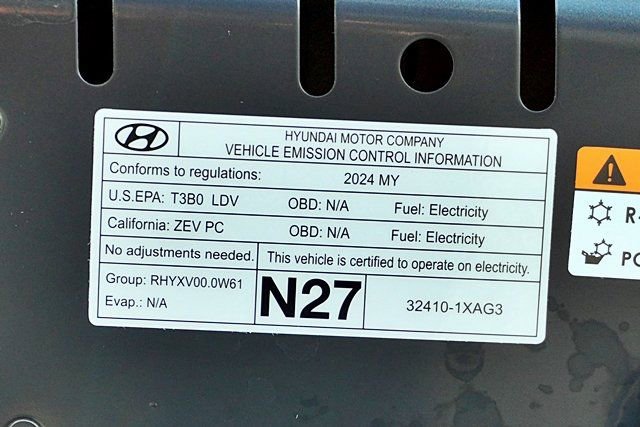 HYUNDAI MOTOR COMPANY
VEHICLE EMISSION CONTROL INFORMATION
Conforms to regulations: 2024 MY
U.S.EPA: T3B0 LDV OBD: N/A Fuel: Electricity
California: ZEV PC OBD: N/A Fuel: Electricity
No adjustments needed. This vehicle is certified to operate on electricity.
Group: RHYXV00.0W61
Evap.: N/A
N27
32410-1XAG3